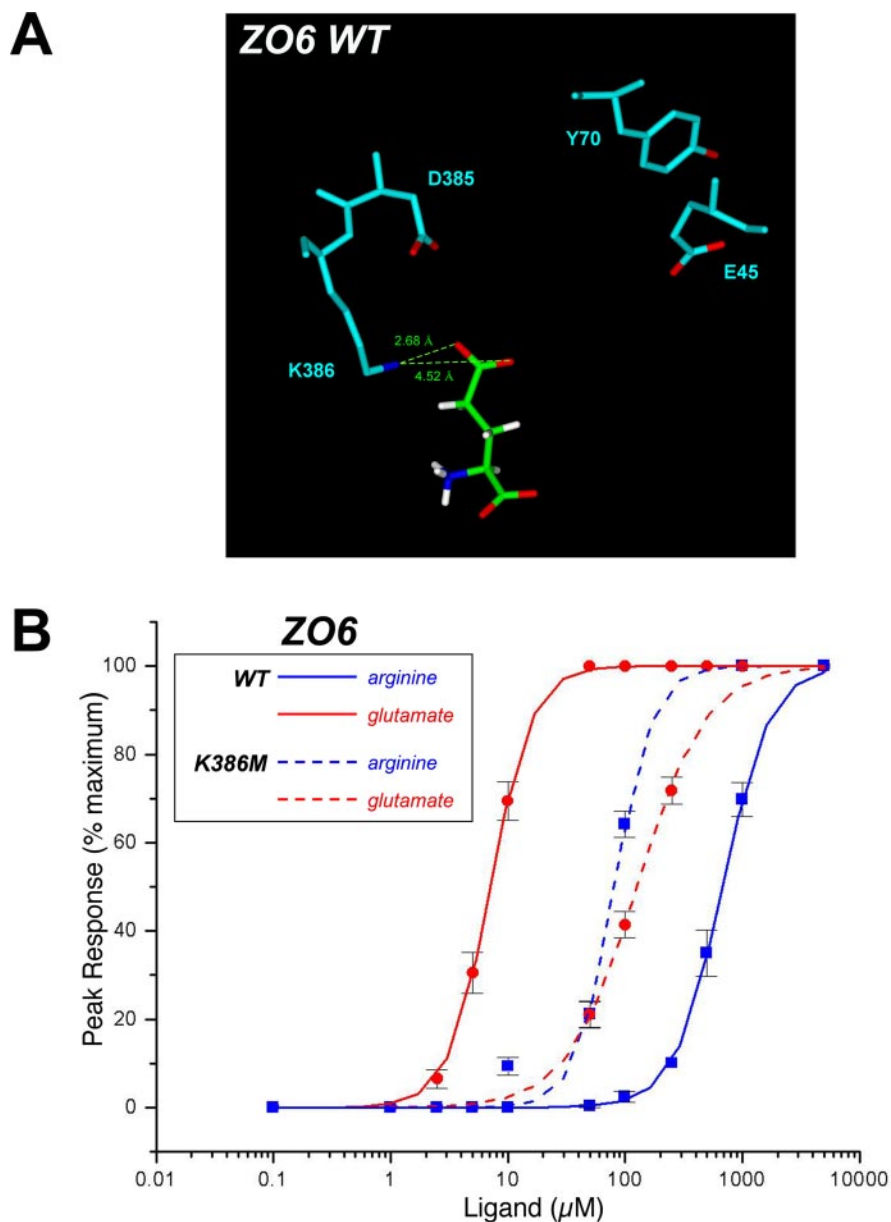 A
ZO6 WT
Y70
D385
E45
2.68 Å
K386
4.52 Å
B
ZO6
WT arginine
glutamate
K386M arginine
glutamate
Peak Response (% maximum)
100
80
60
40
20
0
0.01 0.1 1 10 100 1000 10000
Ligand (µM)